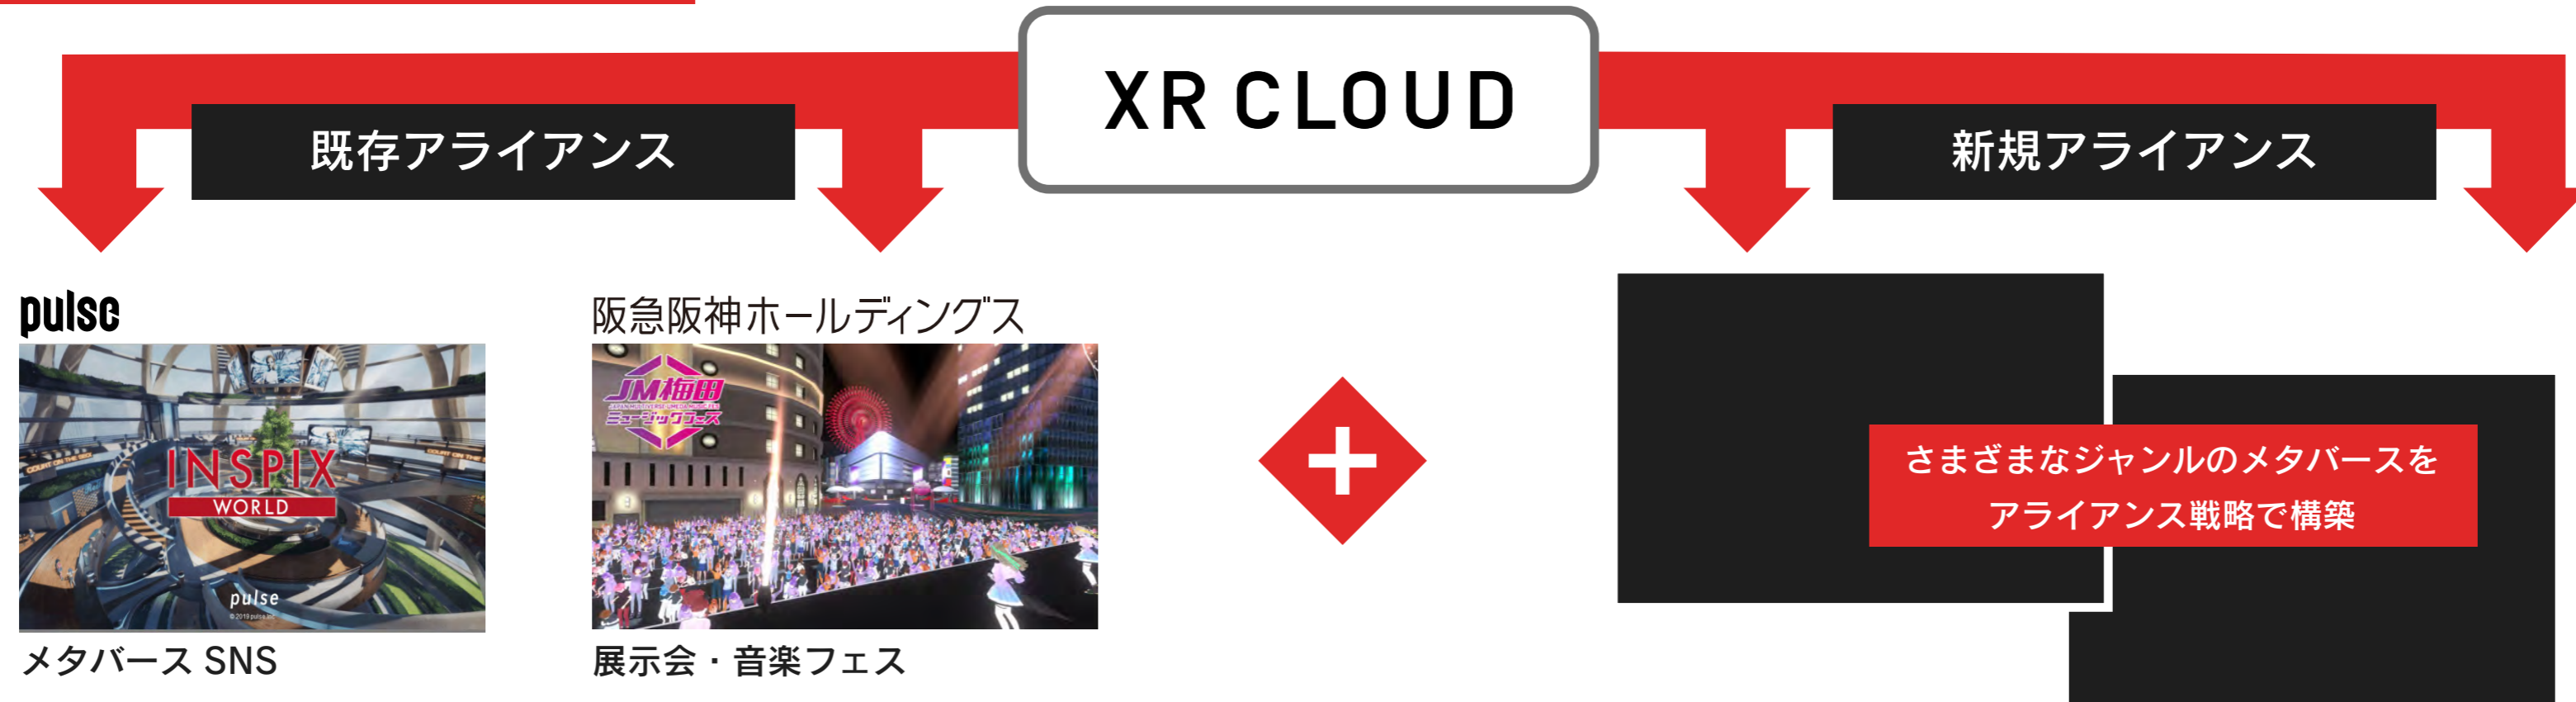 XR CLOUD
既存アライアンス
新規アライアンス
pulse
INSPIX
WORLD
pulse
© 2019 pulse.inc
メタバース SNS
阪急阪神ホールディングス
JM梅田
ミュージックフェス
展示会・音楽フェス
+
さまざまなジャンルのメタバースを
アライアンス戦略で構築